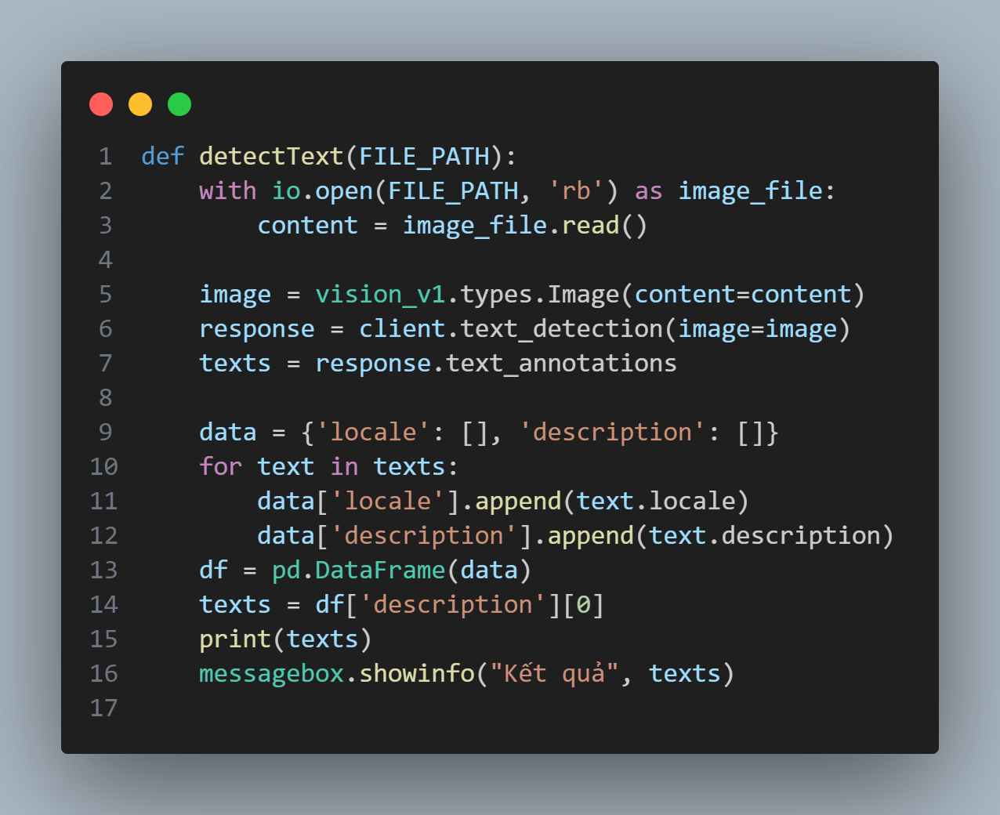 1 def detectText(FILE_PATH):
2     with io.open(FILE_PATH, 'rb') as image_file:
3         content = image_file.read()
4
5     image = vision_v1.types.Image(content=content)
6     response = client.text_detection(image=image)
7     texts = response.text_annotations
8
9     data = {'locale': [], 'description': []}
10     for text in texts:
11         data['locale'].append(text.locale)
12         data['description'].append(text.description)
13     df = pd.DataFrame(data)
14     texts = df['description'][0]
15     print(texts)
16     messagebox.showinfo("Kết quả", texts)
17